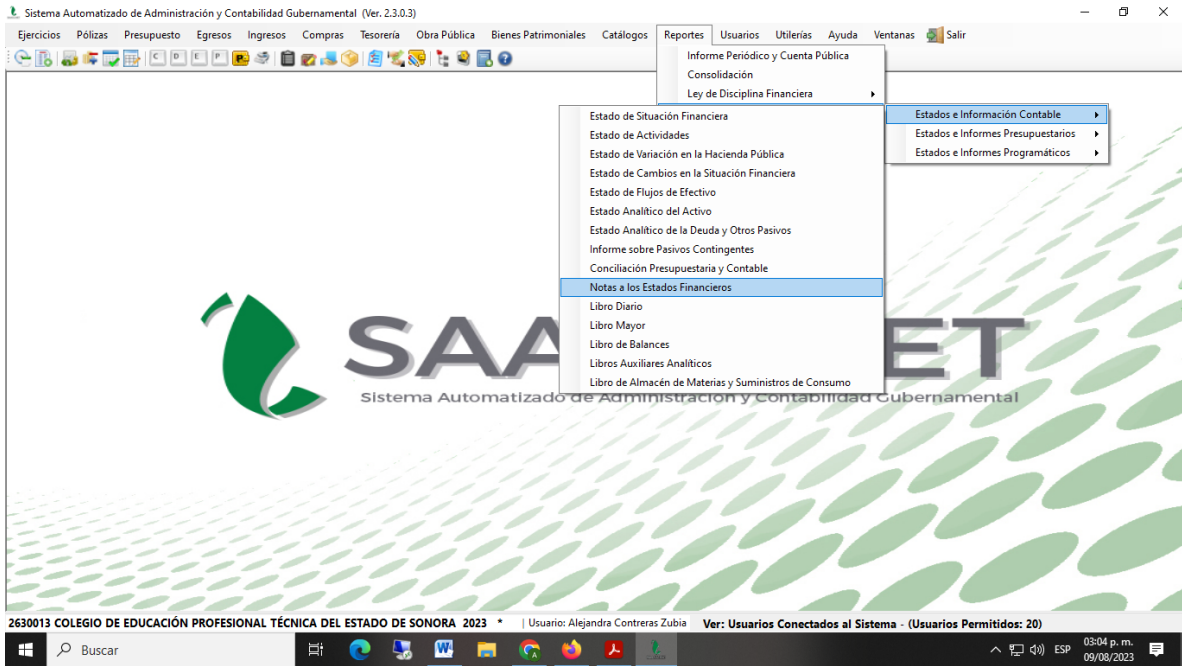 Sistema Automatizado de Administración y Contabilidad Gubernamental (Ver. 2.3.0.3)
Ejercicios Pólizas Presupuesto Egresos Ingresos Compras Tesorería Obra Pública Bienes Patrimoniales Catálogos Reportes Usuarios Utilerías Ayuda Ventanas Salir
C D E P
Informe Periódico y Cuenta Pública
Consolidación
Ley de Disciplina Financiera
Estados e Información Contable
Estados e Informes Presupuestarios
Estados e Informes Programáticos
Estado de Situación Financiera
Estado de Actividades
Estado de Variación en la Hacienda Pública
Estado de Cambios en la Situación Financiera
Estado de Flujos de Efectivo
Estado Analítico del Activo
Estado Analítico de la Deuda y Otros Pasivos
Informe sobre Pasivos Contingentes
Conciliación Presupuestaria y Contable
Notas a los Estados Financieros
Libro Diario
Libro Mayor
Libro de Balances
Libros Auxiliares Analíticos
Libro de Almacén de Materias y Suministros de Consumo
SAA ET
Sistema Automatizado de Administración y Contabilidad Gubernamental
2630013 COLEGIO DE EDUCACIÓN PROFESIONAL TÉCNICA DEL ESTADO DE SONORA 2023 * | Usuario: Alejandra Contreras Zubia Ver: Usuarios Conectados al Sistema - (Usuarios Permitidos: 20)
Buscar
ESP
03:04 p. m.
09/08/2023